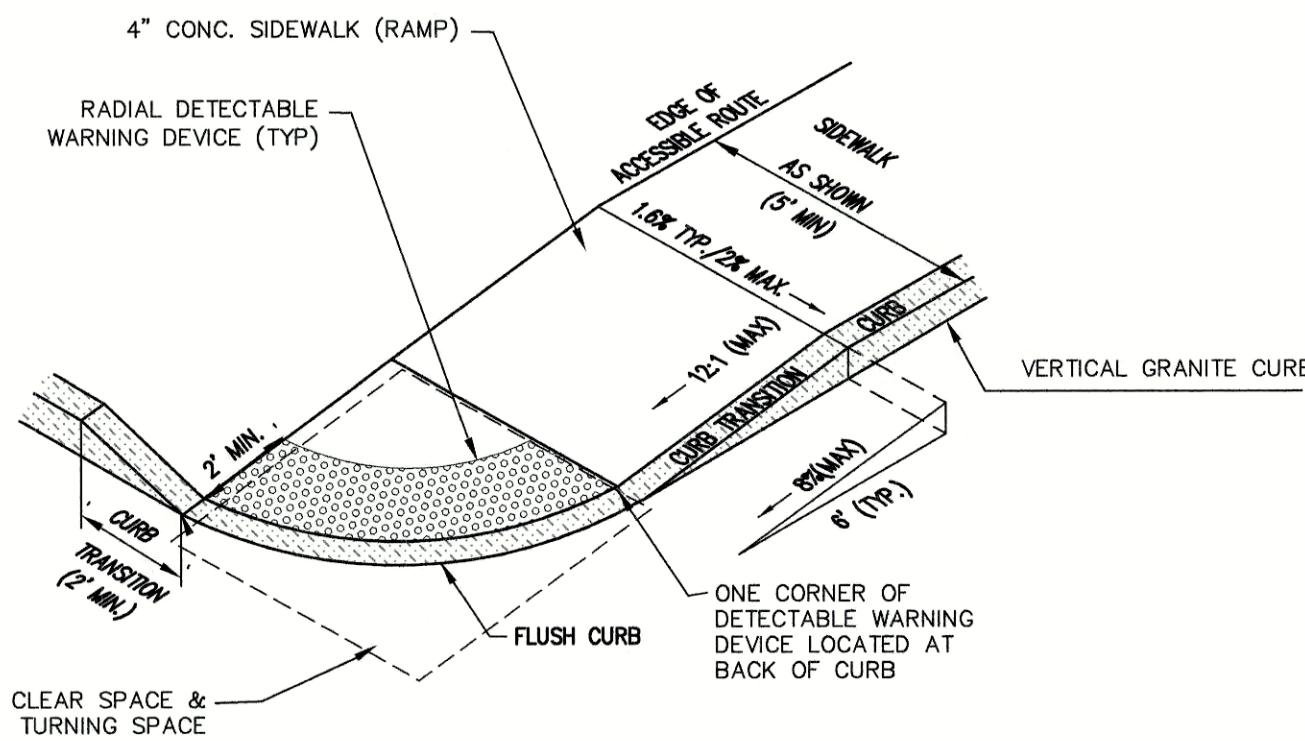 4" CONC. SIDEWALK (RAMP)
RADIAL DETECTABLE
WARNING DEVICE (TYP)
EDGE OF
ACCESSIBLE ROUTE
SIDEWALK
AS SHOWN
(5' MIN)
1.6% TYP./2% MAX.
12:1 (MAX)
CURB
CURB TRANSITION
VERTICAL GRANITE CURB
8%(MAX)
6' (TYP.)
2' MIN.
CURB
TRANSITION
(2' MIN.)
FLUSH CURB
ONE CORNER OF
DETECTABLE WARNING
DEVICE LOCATED AT
BACK OF CURB
CLEAR SPACE &
TURNING SPACE